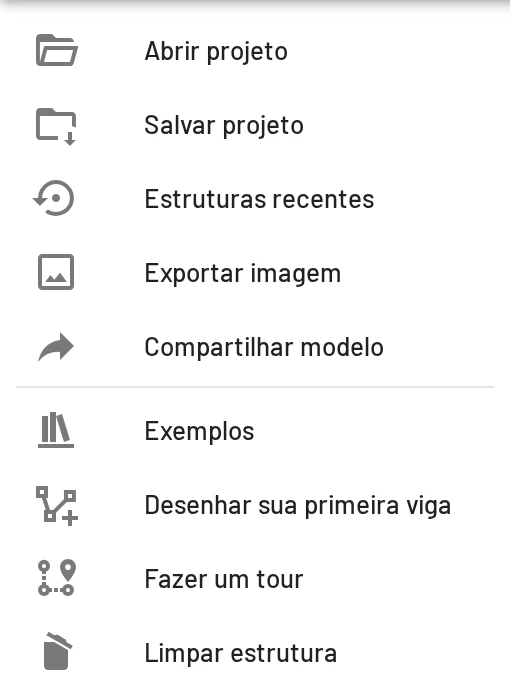 Abrir projeto
Salvar projeto
Estruturas recentes
Exportar imagem
Compartilhar modelo
Exemplos
Desenhar sua primeira viga
Fazer um tour
Limpar estrutura